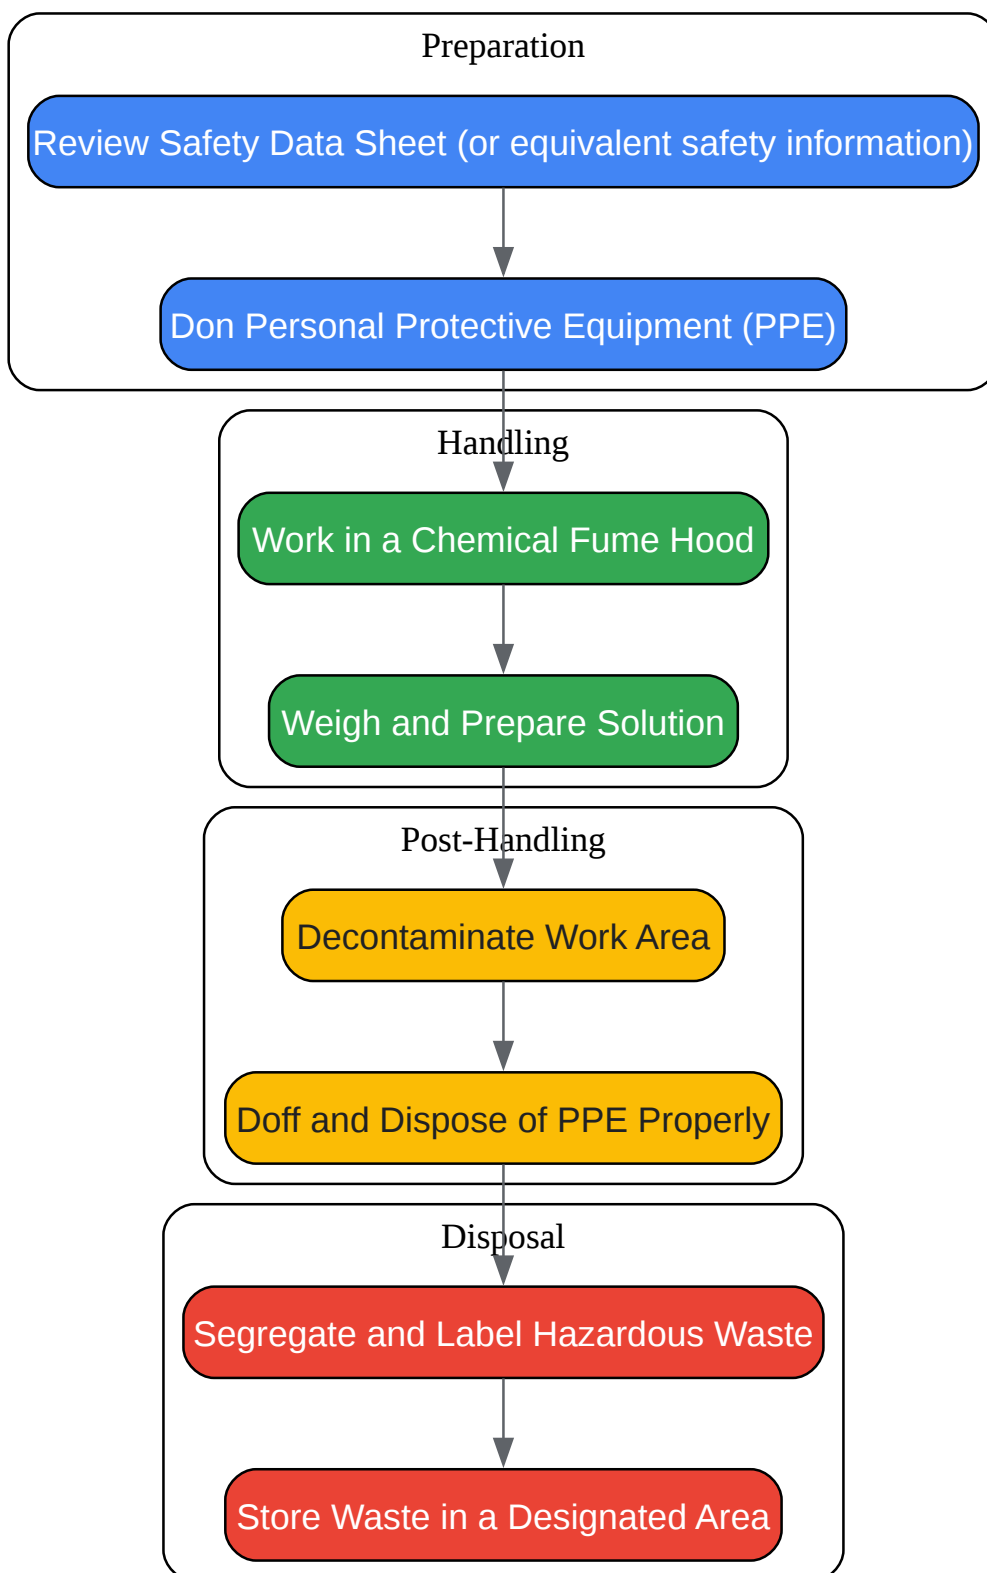 Preparation
Review Safety Data Sheet (or equivalent safety information)
Don Personal Protective Equipment (PPE)
Handling
Work in a Chemical Fume Hood
Weigh and Prepare Solution
Post-Handling
Decontaminate Work Area
Doff and Dispose of PPE Properly
Disposal
Segregate and Label Hazardous Waste
Store Waste in a Designated Area